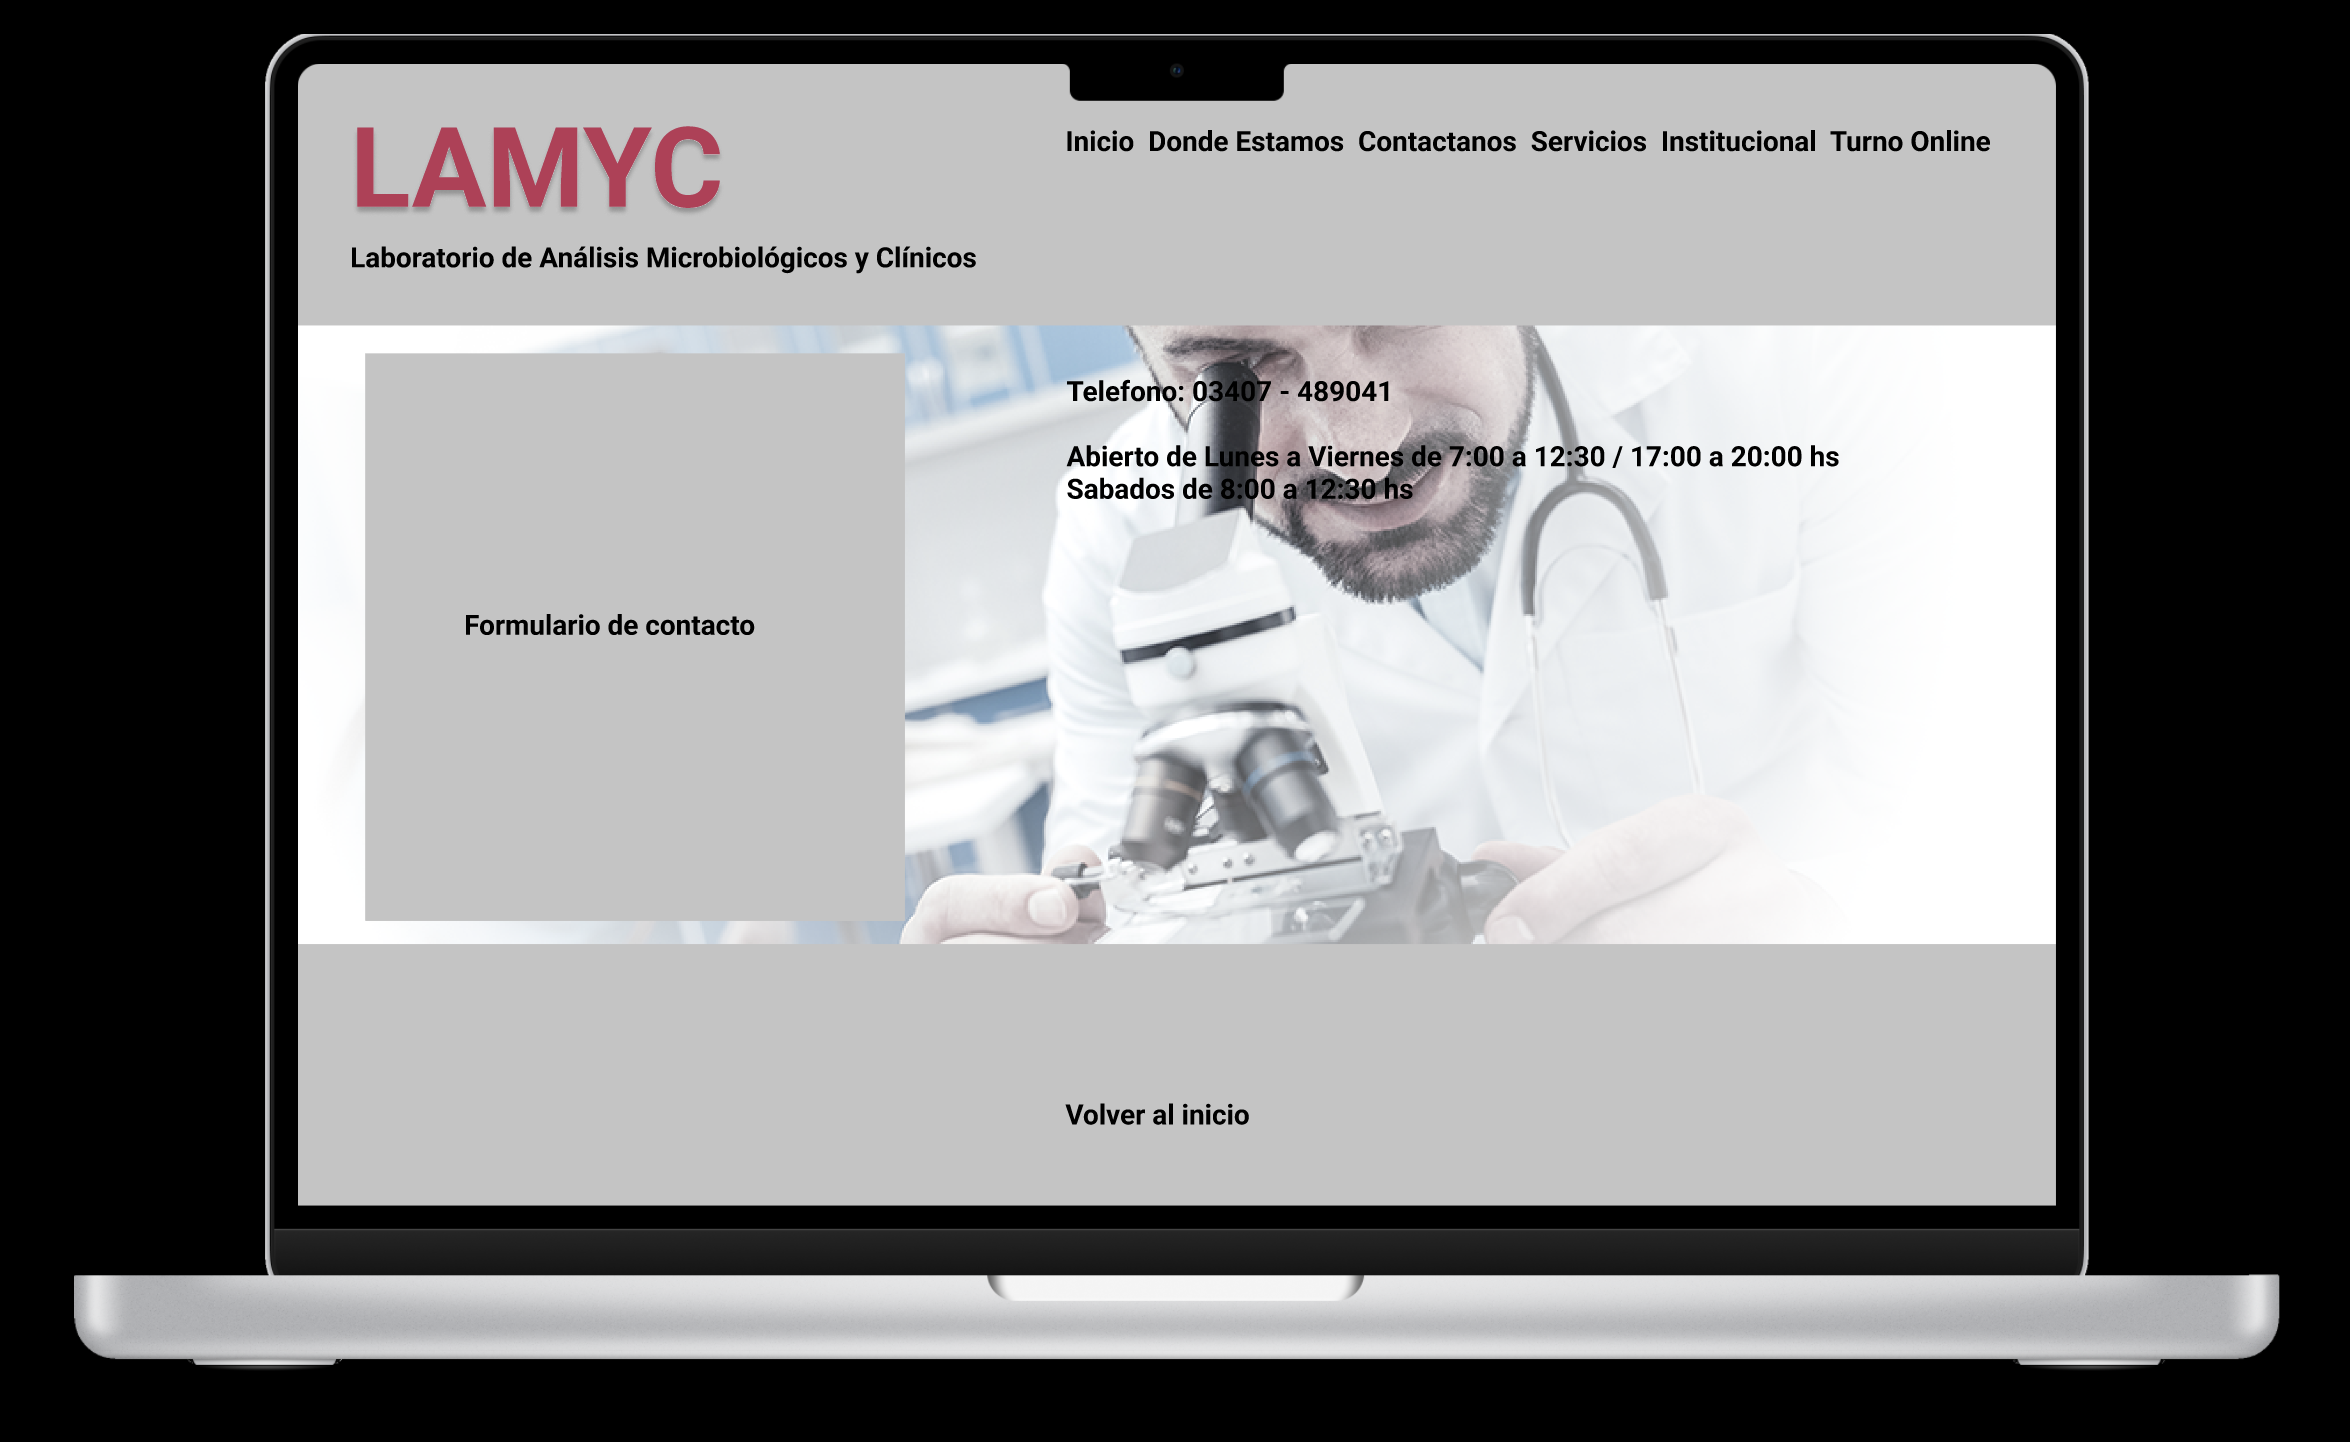 LAMYC
Inicio Donde Estamos Contactanos Servicios Institucional Turno Online
Laboratorio de Análisis Microbiológicos y Clínicos
Telefono: 03407 - 489041
Abierto de Lunes a Viernes de 7:00 a 12:30 / 17:00 a 20:00 hs
Sabados de 8:00 a 12:30 hs
Formulario de contacto
Volver al inicio